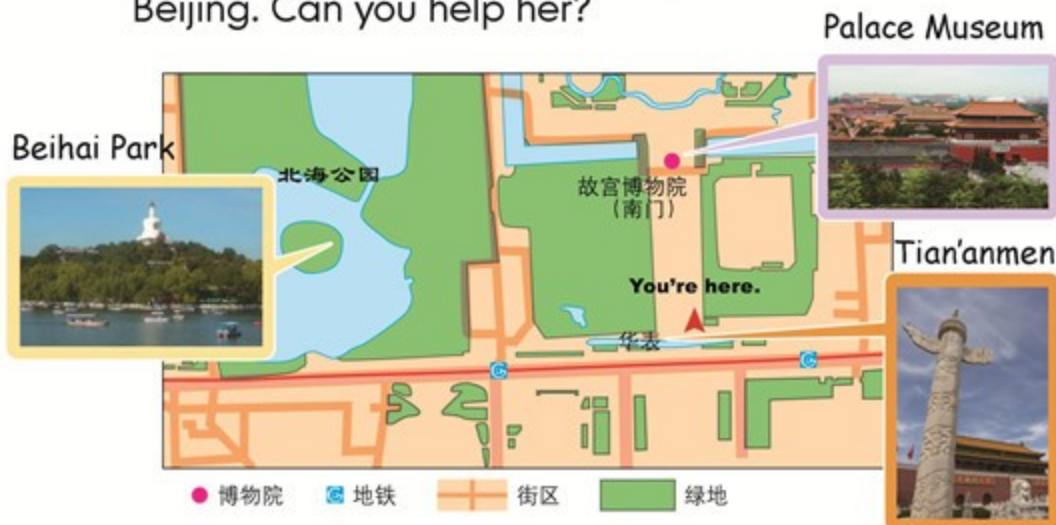 Beijing. Can you help her?
Palace Museum
Beihai Park
北海公园
故宫博物院
（南门）
Tian'anmen
You're here.
华表
博物院
地铁
街区
绿地